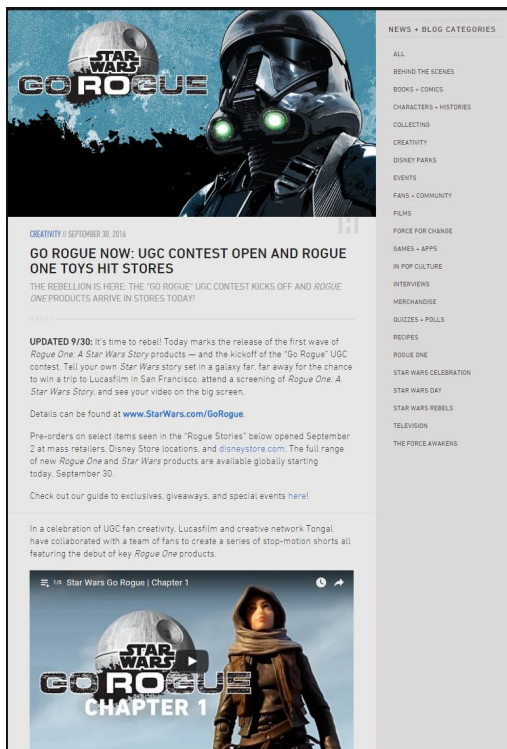 STAR
WARS
GO ROGUE
CREATIVITY // SEPTEMBER 30, 2016
GO ROGUE NOW: UGC CONTEST OPEN AND ROGUE
ONE TOYS HIT STORES
THE REBELLION IS HERE: THE "GO ROGUE" UGC CONTEST KICKS OFF AND ROGUE
ONE PRODUCTS ARRIVE IN STORES TODAY!
UPDATED 9/30: It's time to rebel! Today marks the release of the first wave of
Rogue One: A Star Wars Story products — and the kickoff of the "Go Rogue" UGC
contest. Tell your own Star Wars story set in a galaxy far, far away for the chance
to win a trip to Lucasfilm in San Francisco, attend a screening of Rogue One: A
Star Wars Story, and see your video on the big screen.
Details can be found at www.StarWars.com/GoRogue.
Pre-orders on select items seen in the "Rogue Stories" below opened September
2 at mass retailers, Disney Store locations, and disneystore.com. The full range
of new Rogue One and Star Wars products are available globally starting
today, September 30.
Check out our guide to exclusives, giveaways, and special events here!
In a celebration of UGC fan creativity, Lucasfilm and creative network Tongal
have collaborated with a team of fans to create a series of stop-motion shorts all
featuring the debut of key Rogue One products.
1/5 Star Wars Go Rogue | Chapter 1
STAR
WARS
GO ROGUE
CHAPTER 1
NEWS + BLOG CATEGORIES
ALL
BEHIND THE SCENES
BOOKS + COMICS
CHARACTERS + HISTORIES
COLLECTING
CREATIVITY
DISNEY PARKS
EVENTS
FANS + COMMUNITY
FILMS
FORCE FOR CHANGE
GAMES + APPS
IN POP CULTURE
INTERVIEWS
MERCHANDISE
QUIZZES + POLLS
RECIPES
ROGUE ONE
STAR WARS CELEBRATION
STAR WARS DAY
STAR WARS REBELS
TELEVISION
THE FORCE AWAKENS